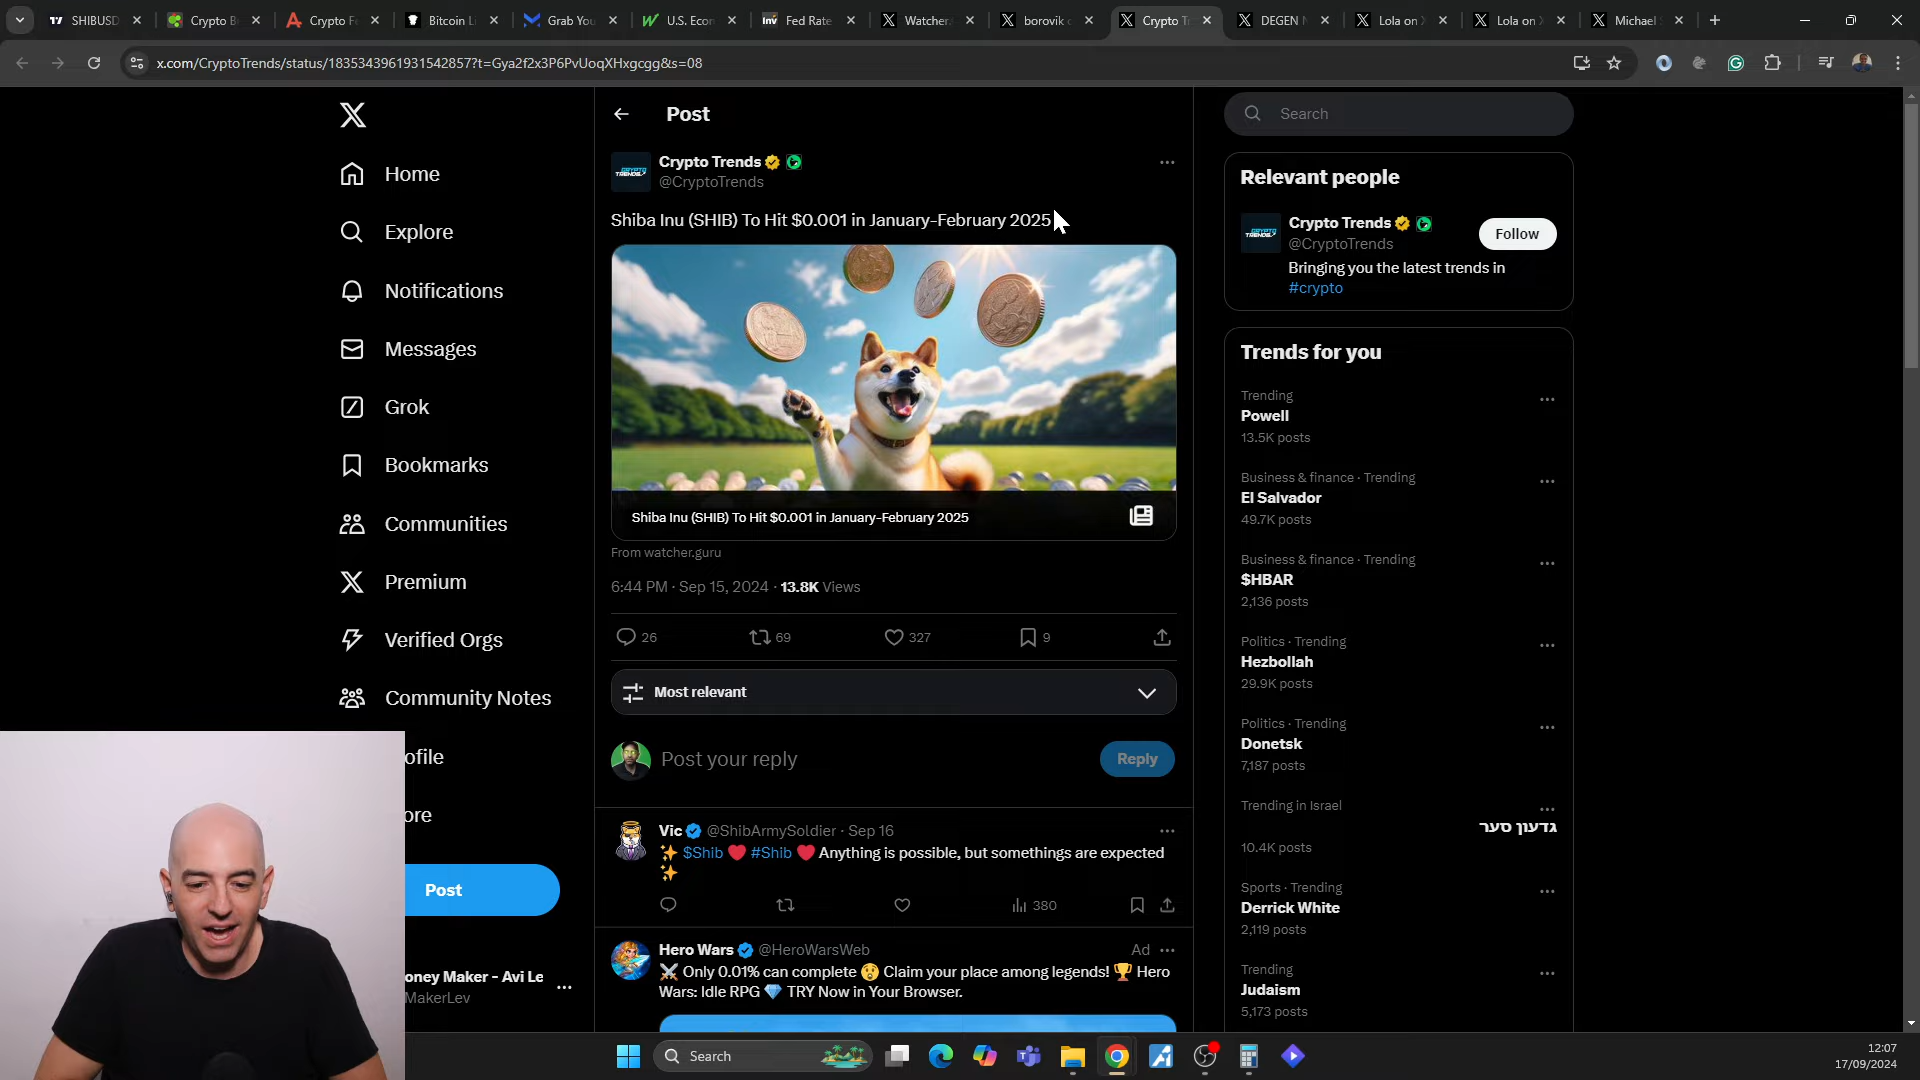 SHIBUSD
Crypto B
Crypto Fe
Bitcoin Li
Grab You
U.S. Econ
Fed Rate
Watcher.
borovik
Crypto Tr
DEGEN N
Lola on X
Lola on X
Michael S
x.com/CryptoTrends/status/1835343961931542857?t=Gya2f2x3P6PvUoqXHxgcgg&s=08
Home
Explore
Notifications
Messages
Grok
Bookmarks
Communities
Premium
Verified Orgs
Community Notes
ofile
ore
Post
oney Maker - Avi Le
MakerLev
Post
Crypto Trends
@CryptoTrends
Shiba Inu (SHIB) To Hit $0.001 in January-February 2025
Shiba Inu (SHIB) To Hit $0.001 in January-February 2025
From watcher.guru
6:44 PM · Sep 15, 2024 · 13.8K Views
26 69 327 9
Most relevant
Post your reply
Reply
Vic @ShibArmySoldier · Sep 16
✨ $Shib ❤️ #Shib ❤️ Anything is possible, but somethings are expected
✨
380
Hero Wars @HeroWarsWeb Ad
⚔️ Only 0.01% can complete 😲 Claim your place among legends! 🏆 Hero
Wars: Idle RPG 💎 TRY Now in Your Browser.
Search
Relevant people
Crypto Trends
@CryptoTrends
Follow
Bringing you the latest trends in
#crypto
Trends for you
Trending
Powell
13.5K posts
Business & finance · Trending
El Salvador
49.7K posts
Business & finance · Trending
$HBAR
2,136 posts
Politics · Trending
Hezbollah
29.9K posts
Politics · Trending
Donetsk
7,187 posts
Trending in Israel
גדעון סער
10.4K posts
Sports · Trending
Derrick White
2,119 posts
Trending
Judaism
5,173 posts
Search
12:07
17/09/2024